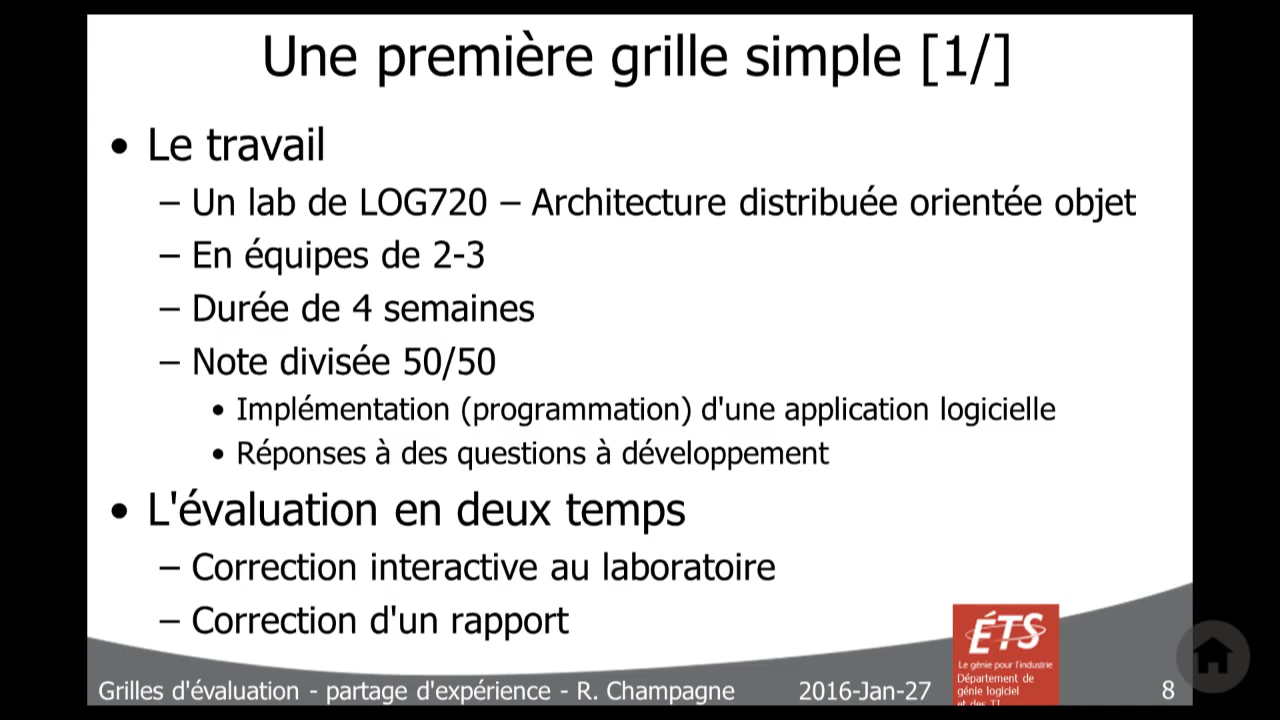 Une première grille simple [1/]
• Le travail
– Un lab de LOG720 – Architecture distribuée orientée objet
– En équipes de 2-3
– Durée de 4 semaines
– Note divisée 50/50
• Implémentation (programmation) d'une application logicielle
• Réponses à des questions à développement
• L'évaluation en deux temps
– Correction interactive au laboratoire
– Correction d'un rapport
ÉTS
Le génie pour l'industrie
Département de
génie logiciel
et des TI
Grilles d'évaluation - partage d'expérience - R. Champagne 2016-Jan-27 8